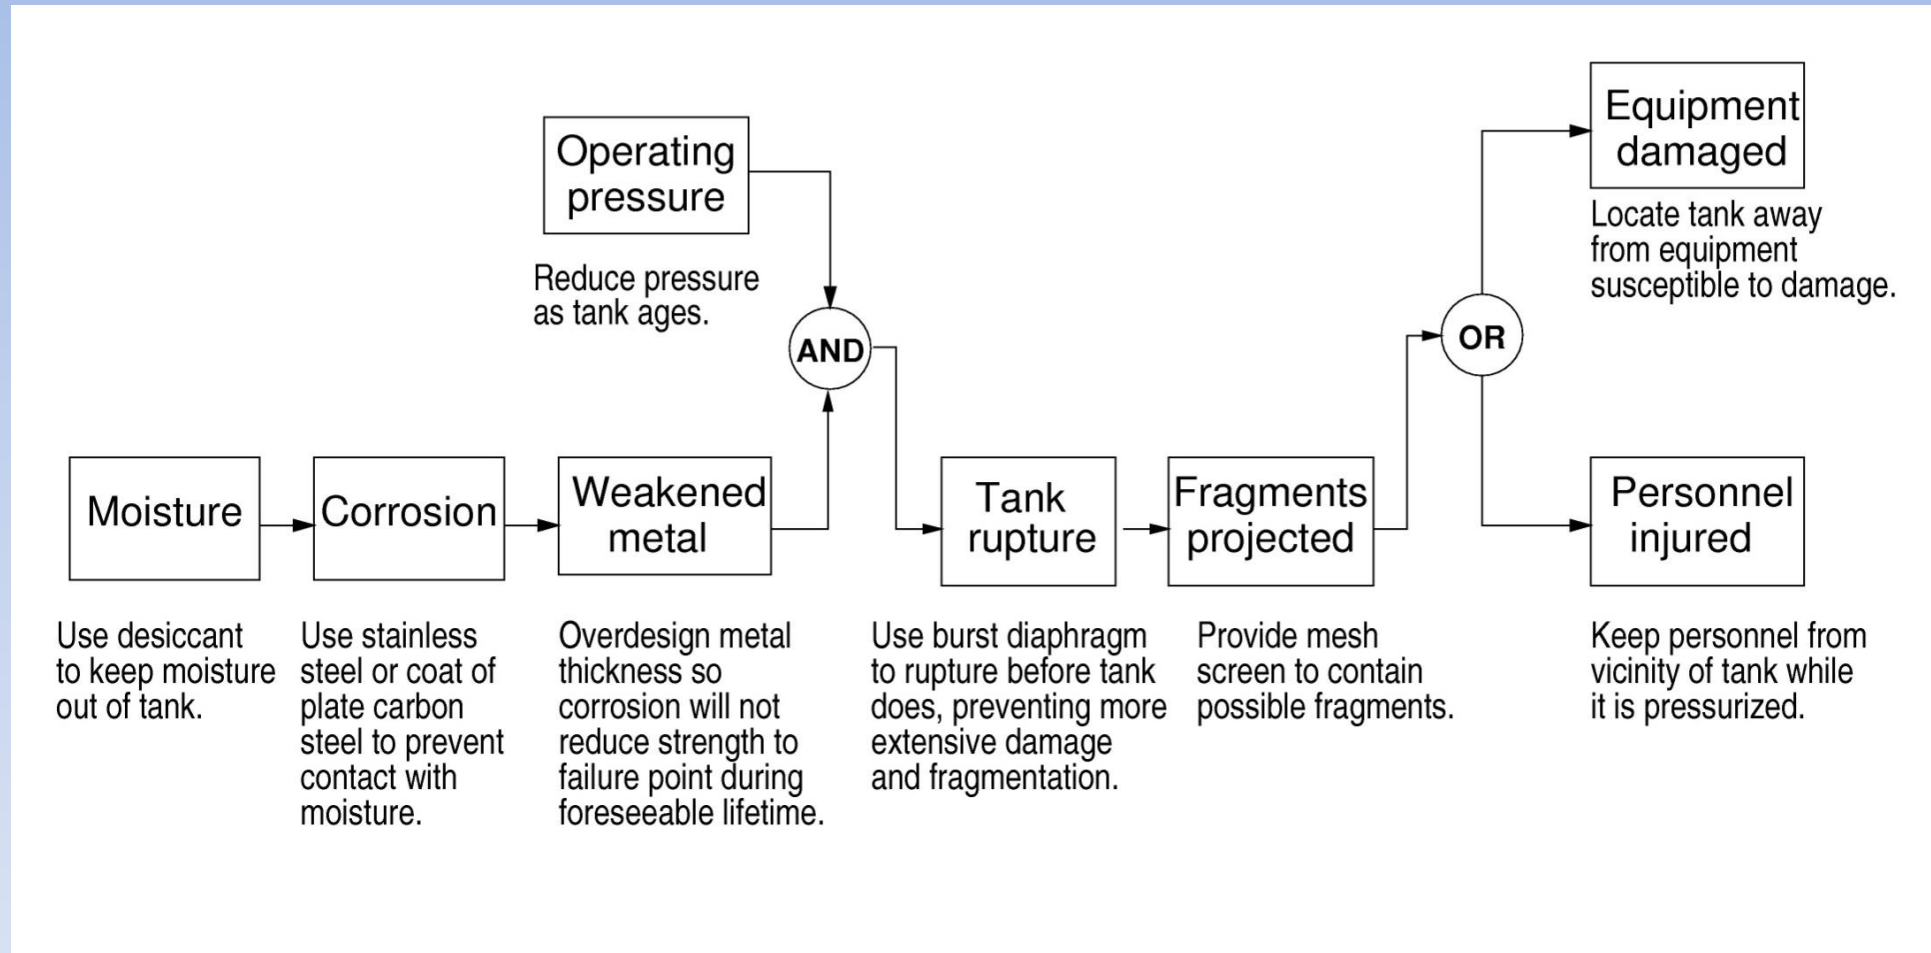 Operating
pressure
Reduce pressure
as tank ages.
AND
Moisture
Use desiccant
to keep moisture
out of tank.
Corrosion
Use stainless
steel or coat of
plate carbon
steel to prevent
contact with
moisture.
Weakened
metal
Overdesign metal
thickness so
corrosion will not
reduce strength to
failure point during
foreseeable lifetime.
Tank
rupture
Use burst diaphragm
to rupture before tank
does, preventing more
extensive damage
and fragmentation.
Fragments
projected
Provide mesh
screen to contain
possible fragments.
OR
Equipment
damaged
Locate tank away
from equipment
susceptible to damage.
Personnel
injured
Keep personnel from
vicinity of tank while
it is pressurized.